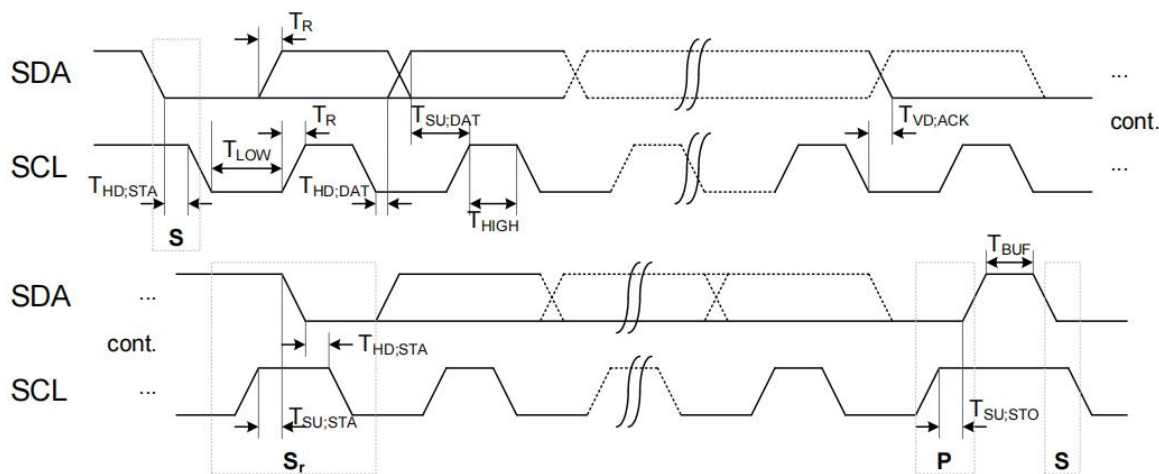 T_R
SDA ...
T_R T_SU;DAT T_VD;ACK cont.
T_LOW
SCL ...
T_HD;STA T_HD;DAT
T_HIGH
S
T_BUF
SDA ...
cont. T_HD;STA
SCL ...
T_SU;STA T_SU;STO
S_r P S